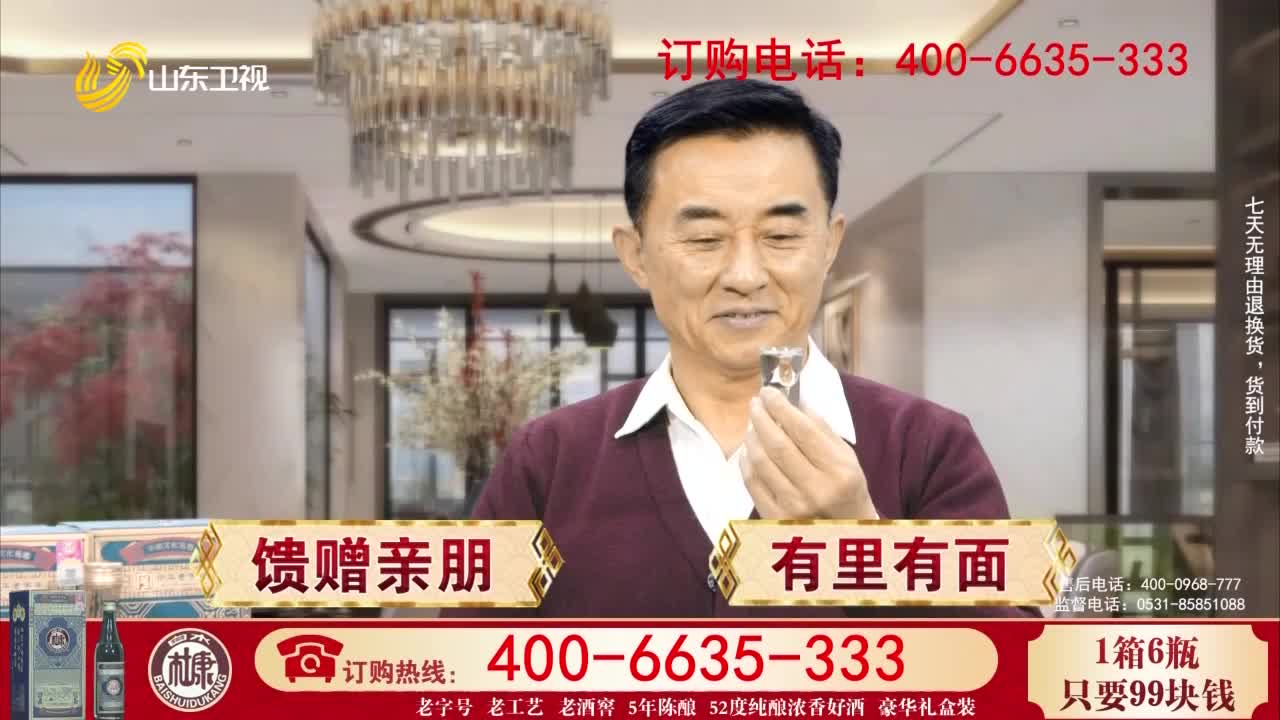 山东卫视
订购电话：400-6635-333
七天无理由退换货，货到付款
馈赠亲朋
有里有面
售后电话：400-0968-777
监督电话：0531-85851088
白水
杜康
BAISHUIDUKANG
订购热线：400-6635-333
1箱6瓶
只要99块钱
老字号 老工艺 老酒窖 5年陈酿 52度纯酿浓香好酒 豪华礼盒装